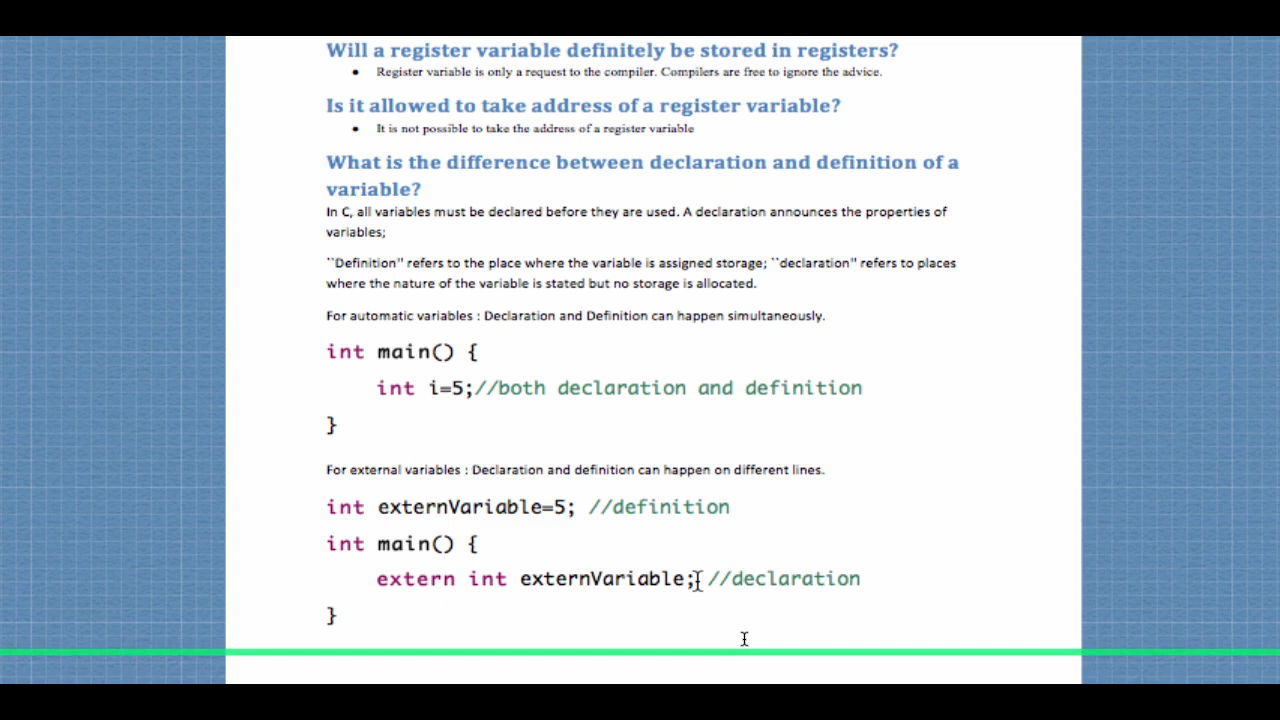 Will a register variable definitely be stored in registers?
• Register variable is only a request to the compiler. Compilers are free to ignore the advice.
Is it allowed to take address of a register variable?
• It is not possible to take the address of a register variable
What is the difference between declaration and definition of a
variable?
In C, all variables must be declared before they are used. A declaration announces the properties of
variables;
``Definition'' refers to the place where the variable is assigned storage; ``declaration'' refers to places
where the nature of the variable is stated but no storage is allocated.
For automatic variables : Declaration and Definition can happen simultaneously.
int main() {
int i=5;//both declaration and definition
}
For external variables : Declaration and definition can happen on different lines.
int externVariable=5; //definition
int main() {
extern int externVariable; //declaration
}